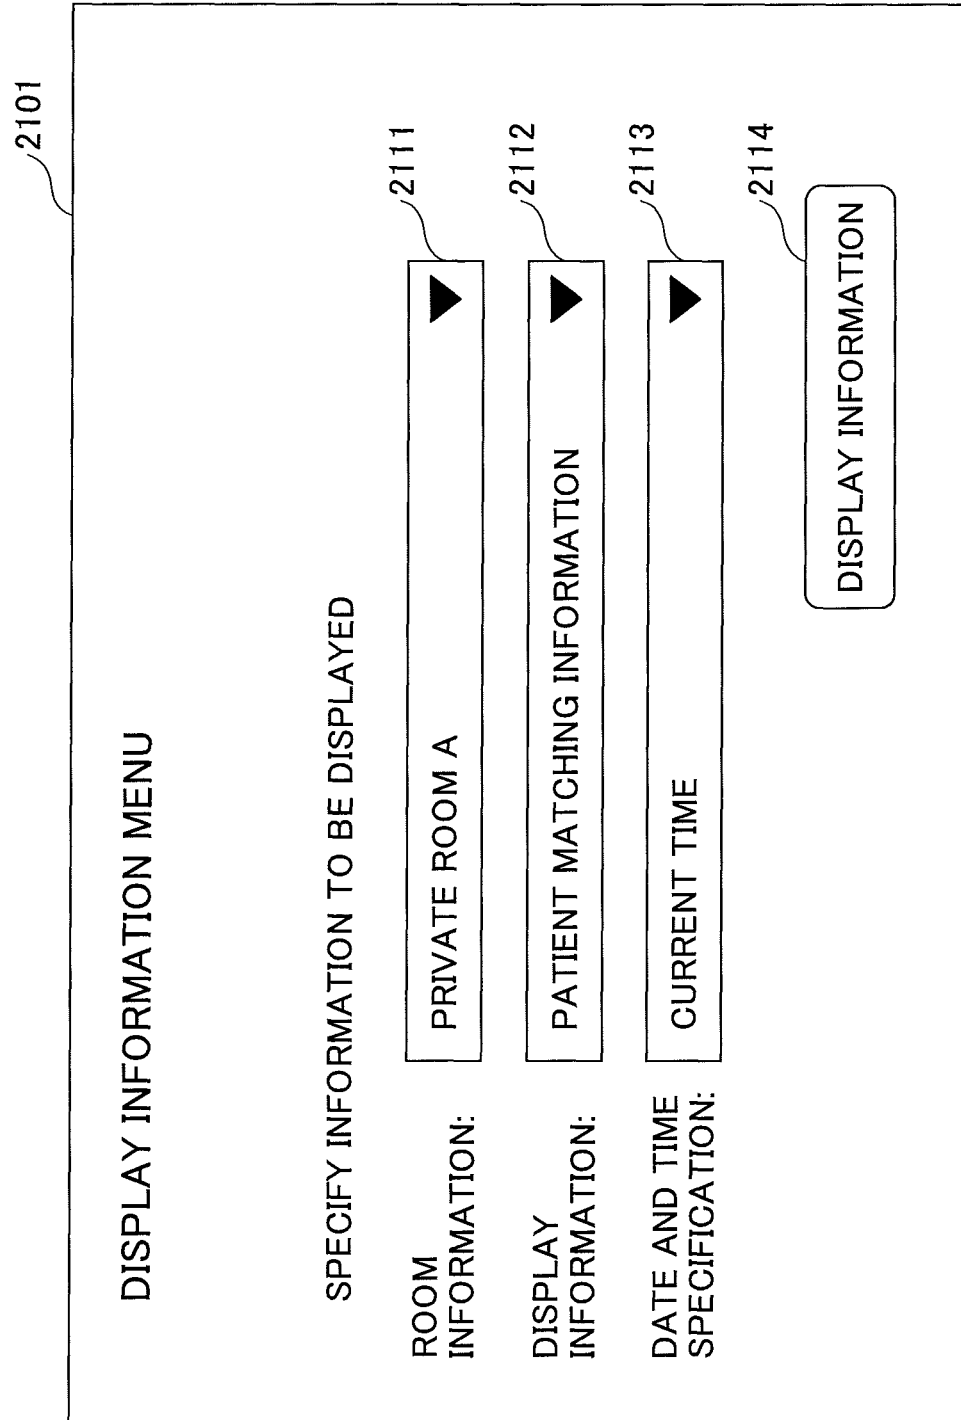 2101
DISPLAY INFORMATION MENU
SPECIFY INFORMATION TO BE DISPLAYED
ROOM
INFORMATION:
PRIVATE ROOM A
2111
DISPLAY
INFORMATION:
PATIENT MATCHING INFORMATION
2112
DATE AND TIME
SPECIFICATION:
CURRENT TIME
2113
2114
DISPLAY INFORMATION